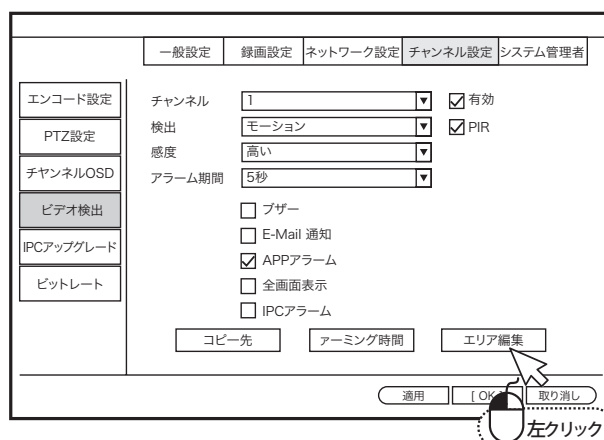 一般設定 録画設定 ネットワーク設定 チャンネル設定 システム管理者
エンコード設定
PTZ設定
チヤンネルOSD
ビデオ検出
IPCアップグレード
ビットレート
チャンネル 1 ▼ 有効
検出 モーション ▼ PIR
感度 高い ▼
アラーム期間 5秒 ▼
ブザー
E-Mail 通知
APPアラーム
全画面表示
IPCアラーム
コピー先 ァーミング時間 エリア編集
適用 [ OK ] 取り消し
左クリック